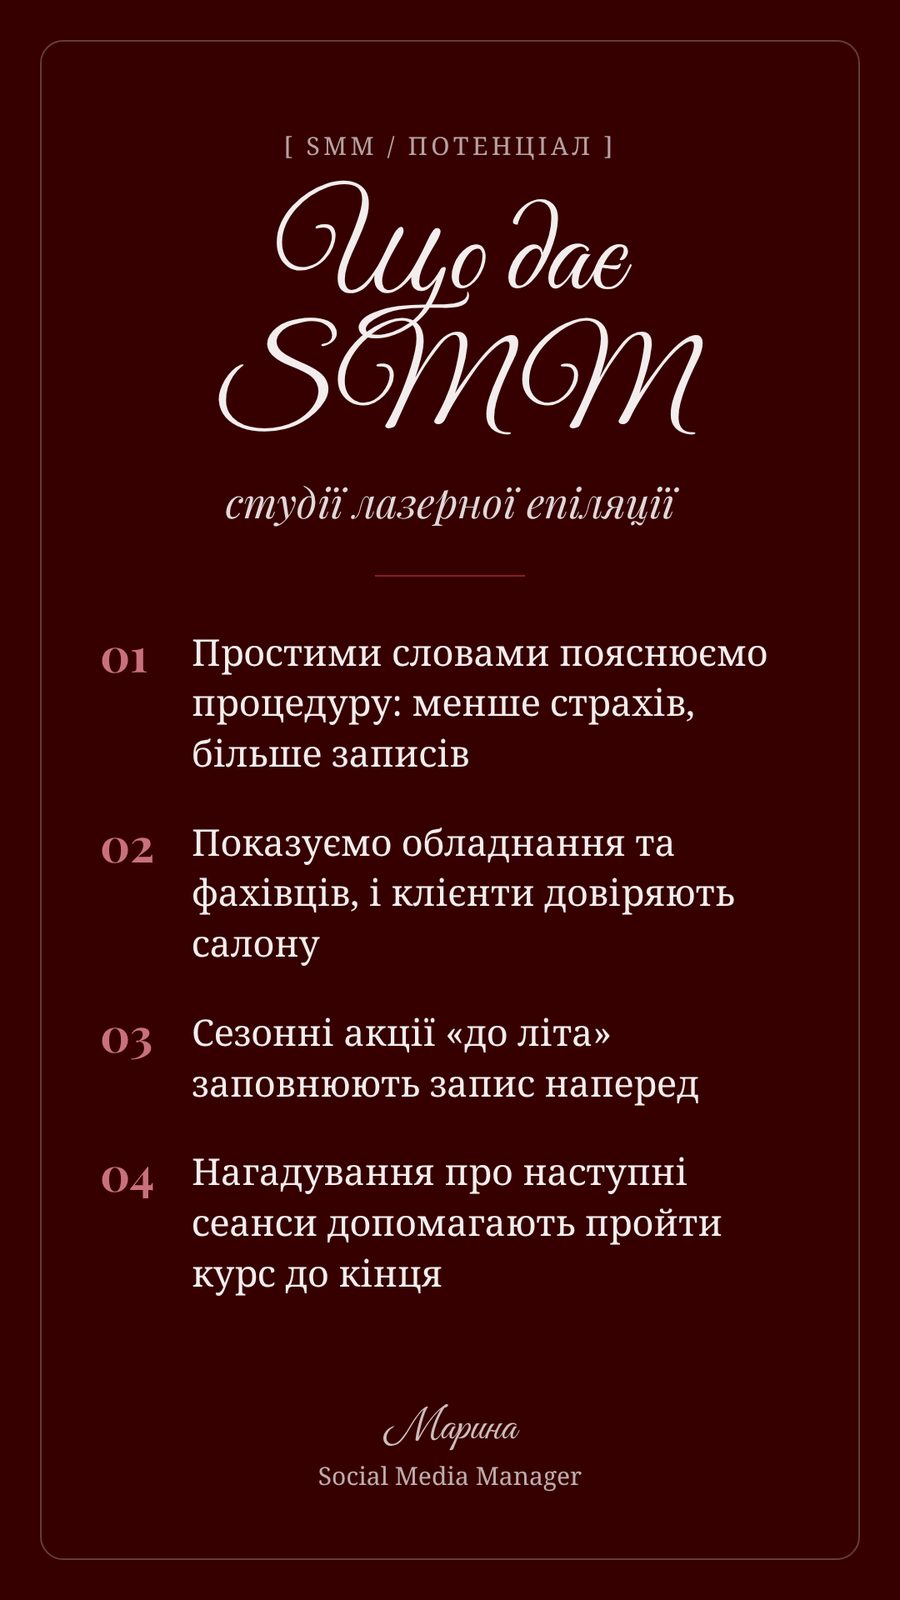 [ SMM / ПОТЕНЦІАЛ ]
Що дає
SMM
студії лазерної епіляції
01 Простими словами пояснюємо
процедуру: менше страхів,
більше записів
02 Показуємо обладнання та
фахівців, і клієнти довіряють
салону
03 Сезонні акції «до літа»
заповнюють запис наперед
04 Нагадування про наступні
сеанси допомагають пройти
курс до кінця
Марина
Social Media Manager